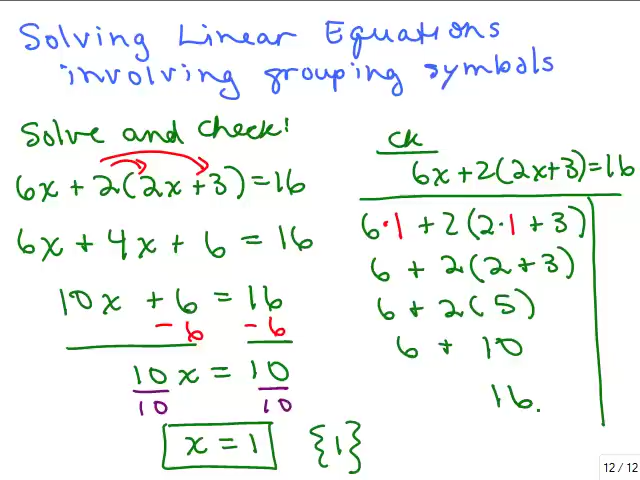 Solving Linear Equations
involving grouping symbols
Solve and check!
6x + 2(2x+3) = 16
6x + 4x + 6 = 16
10x + 6 = 16
- 6 - 6
10x = 10
10 10
x = 1 {1}
ck
6x + 2(2x+3) = 16
6·1 + 2(2·1 + 3)
6 + 2(2+3)
6 + 2(5)
6 + 10
16.
12 / 12